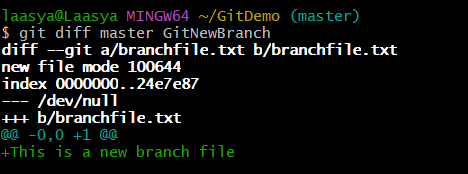 laasya@Laasya MINGW64 ~/GitDemo (master)
$ git diff master GitNewBranch
diff --git a/branchfile.txt b/branchfile.txt
new file mode 100644
index 0000000..24e7e87
--- /dev/null
+++ b/branchfile.txt
@@ -0,0 +1 @@
+This is a new branch file